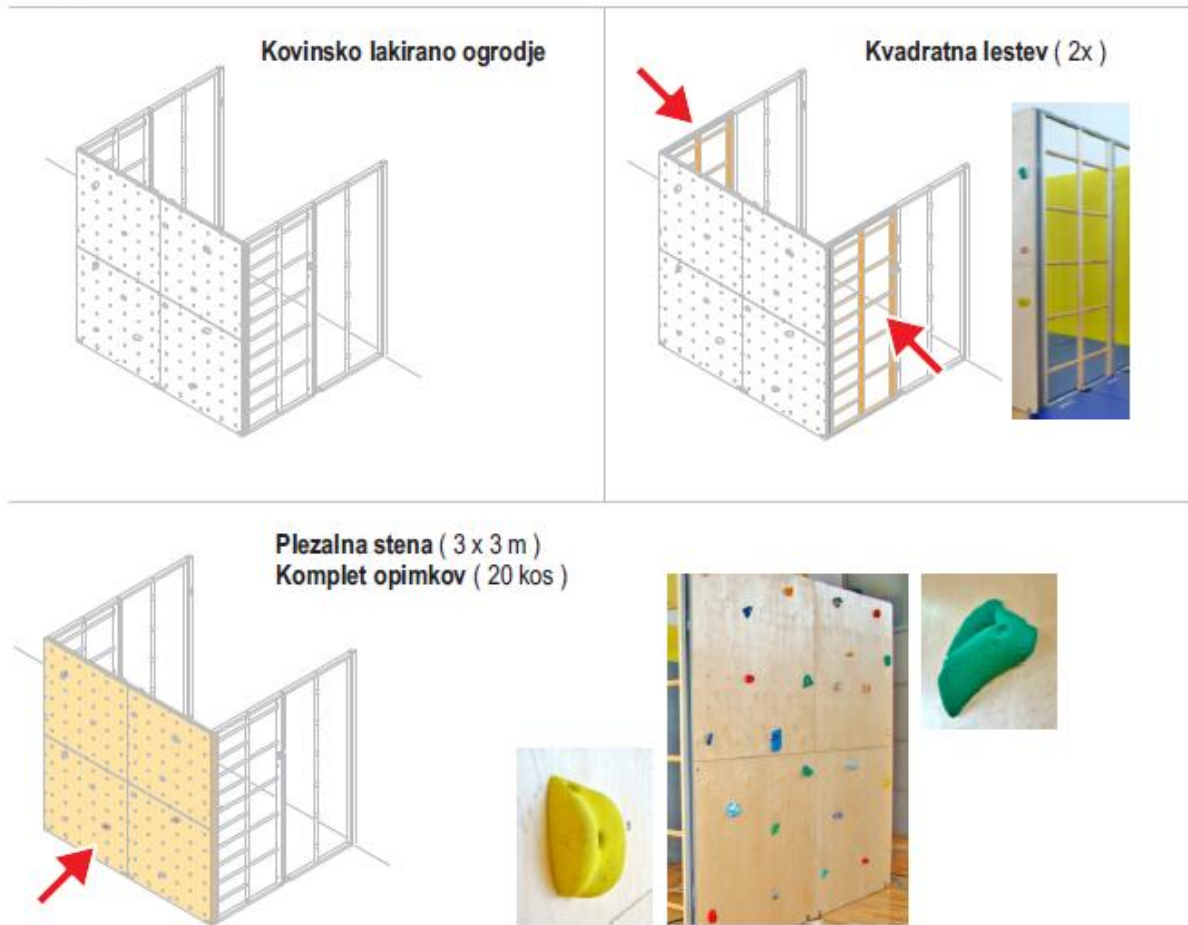 Kovinsko lakirano ogrodje
Kvadratna lestev ( 2x )
Plezalna stena ( 3 x 3 m )
Komplet opimkov ( 20 kos )